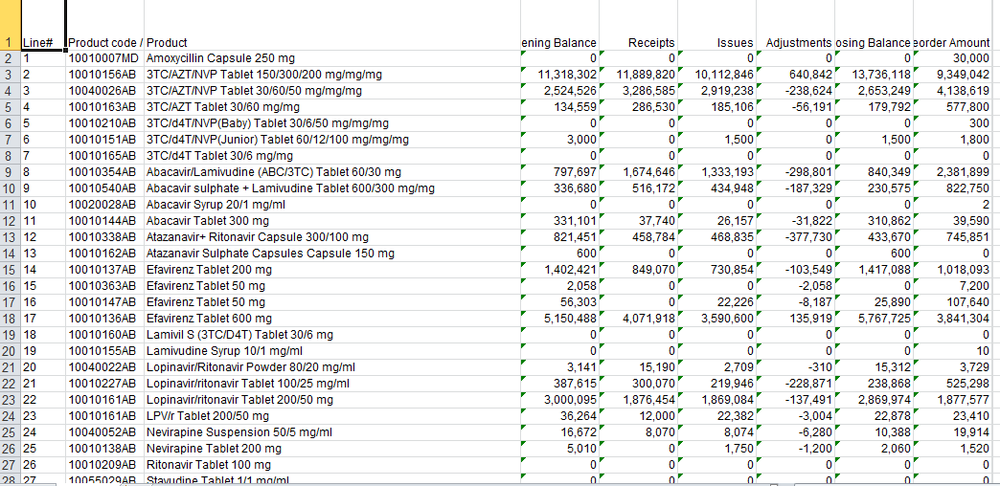 1 Line# Product code / Product ening Balance Receipts Issues Adjustments osing Balance eorder Amount
2 1 10010007MD Amoxycillin Capsule 250 mg 0 0 0 0 0 30,000
3 2 10010156AB 3TC/AZT/NVP Tablet 150/300/200 mg/mg/mg 11,318,302 11,889,820 10,112,846 640,842 13,736,118 9,349,042
4 3 10040026AB 3TC/AZT/NVP Tablet 30/60/50 mg/mg/mg 2,524,526 3,286,585 2,919,238 -238,624 2,653,249 4,138,619
5 4 10010163AB 3TC/AZT Tablet 30/60 mg/mg 134,559 286,530 185,106 -56,191 179,792 577,800
6 5 10010210AB 3TC/d4T/NVP(Baby) Tablet 30/6/50 mg/mg/mg 0 0 0 0 0 300
7 6 10010151AB 3TC/d4T/NVP(Junior) Tablet 60/12/100 mg/mg/mg 3,000 0 1,500 0 1,500 1,800
8 7 10010165AB 3TC/d4T Tablet 30/6 mg/mg 0 0 0 0 0 0
9 8 10010354AB Abacavir/Lamivudine (ABC/3TC) Tablet 60/30 mg 797,697 1,674,646 1,333,193 -298,801 840,349 2,381,899
10 9 10010540AB Abacavir sulphate + Lamivudine Tablet 600/300 mg/mg 336,680 516,172 434,948 -187,329 230,575 822,750
11 10 10020028AB Abacavir Syrup 20/1 mg/ml 0 0 0 0 0 2
12 11 10010144AB Abacavir Tablet 300 mg 331,101 37,740 26,157 -31,822 310,862 39,590
13 12 10010338AB Atazanavir+ Ritonavir Capsule 300/100 mg 821,451 458,784 468,835 -377,730 433,670 745,851
14 13 10010162AB Atazanavir Sulphate Capsules Capsule 150 mg 600 0 0 0 600 0
15 14 10010137AB Efavirenz Tablet 200 mg 1,402,421 849,070 730,854 -103,549 1,417,088 1,018,093
16 15 10010363AB Efavirenz Tablet 50 mg 2,058 0 0 -2,058 0 7,200
17 16 10010147AB Efavirenz Tablet 50 mg 56,303 0 22,226 -8,187 25,890 107,640
18 17 10010136AB Efavirenz Tablet 600 mg 5,150,488 4,071,918 3,590,600 135,919 5,767,725 3,841,304
19 18 10010160AB Lamivil S (3TC/D4T) Tablet 30/6 mg 0 0 0 0 0 0
20 19 10010155AB Lamivudine Syrup 10/1 mg/ml 0 0 0 0 0 10
21 20 10040022AB Lopinavir/Ritonavir Powder 80/20 mg/ml 3,141 15,190 2,709 -310 15,312 3,729
22 21 10010227AB Lopinavir/ritonavir Tablet 100/25 mg/ml 387,615 300,070 219,946 -228,871 238,868 525,298
23 22 10010161AB Lopinavir/ritonavir Tablet 200/50 mg 3,000,095 1,876,454 1,869,084 -137,491 2,869,974 1,877,577
24 23 10010161AB LPV/r Tablet 200/50 mg 36,264 12,000 22,382 -3,004 22,878 23,410
25 24 10040052AB Nevirapine Suspension 50/5 mg/ml 16,672 8,070 8,074 -6,280 10,388 19,914
26 25 10010138AB Nevirapine Tablet 200 mg 5,010 0 1,750 -1,200 2,060 1,520
27 26 10010209AB Ritonavir Tablet 100 mg 0 0 0 0 0 0
28 27 10055029AB Stavudine Tablet 1/1 mg/ml 0 0 0 0 0 0